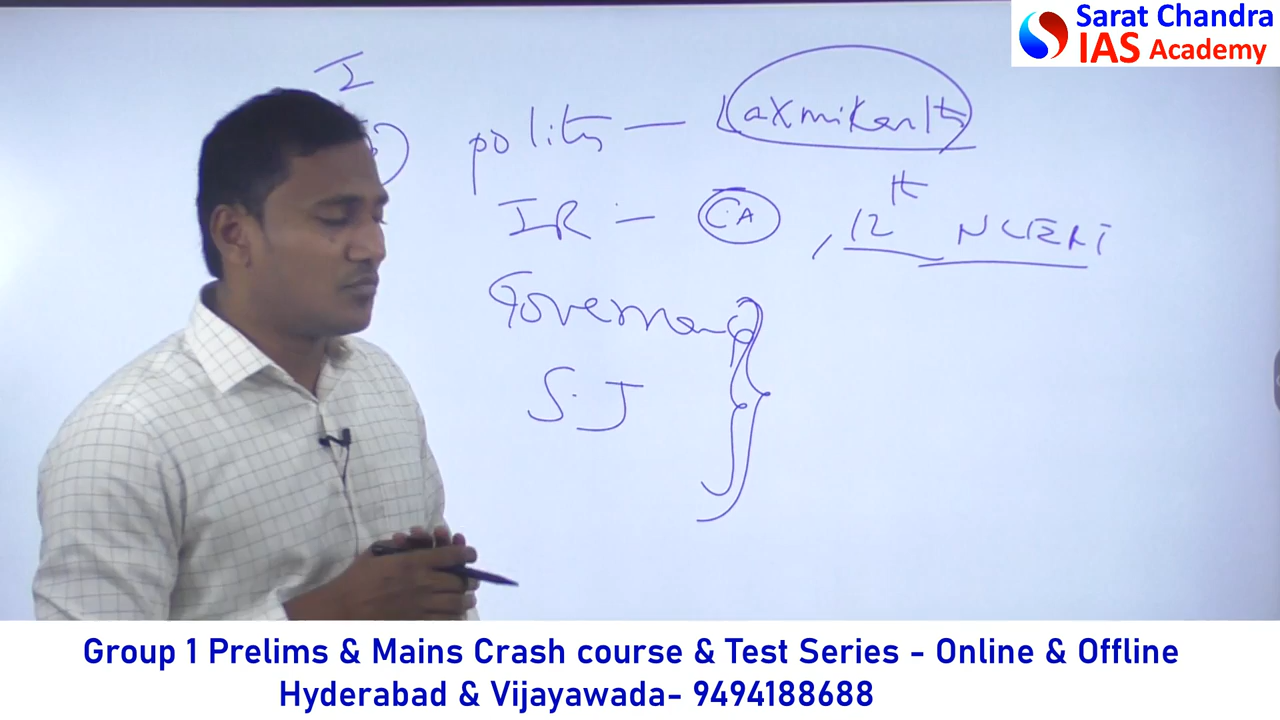 Sarat Chandra
IAS Academy
I
polity — Laxmikanth
IR :- CA , 12th NCERT
Governance
S.J
Group 1 Prelims & Mains Crash course & Test Series - Online & Offline
Hyderabad & Vijayawada- 9494188688